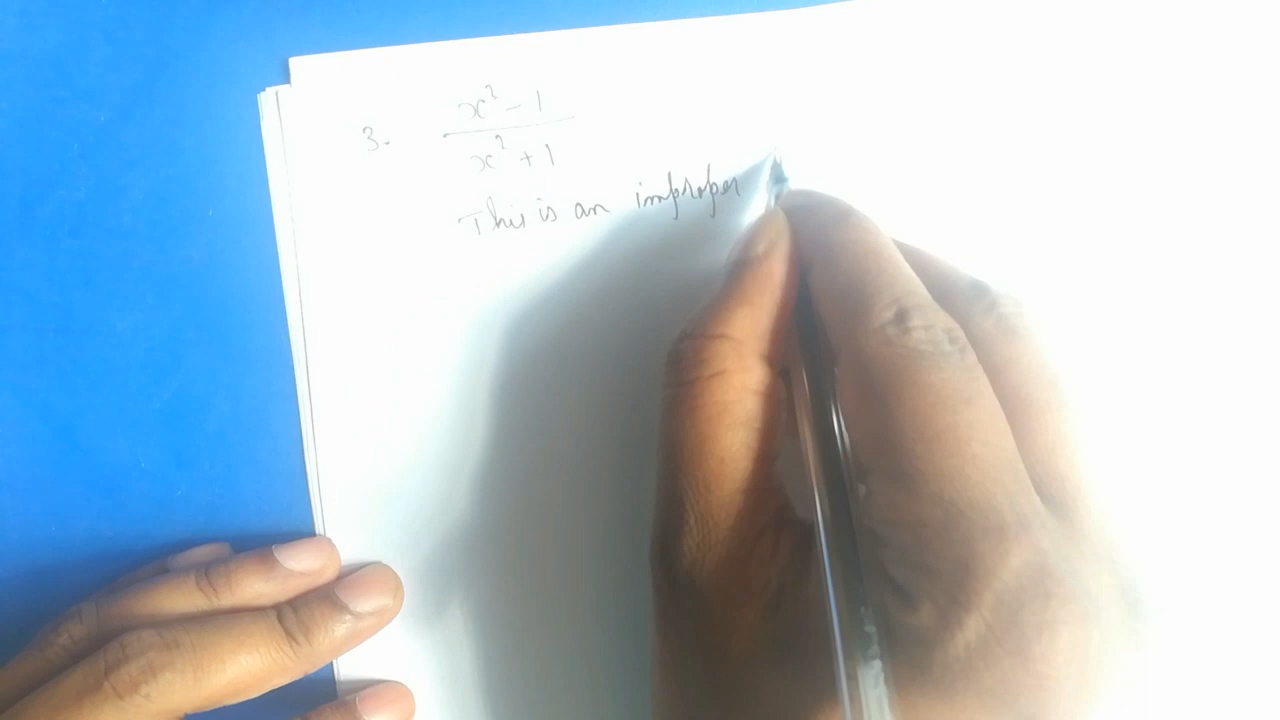 3. x² - 1
x² + 1
This is an improper